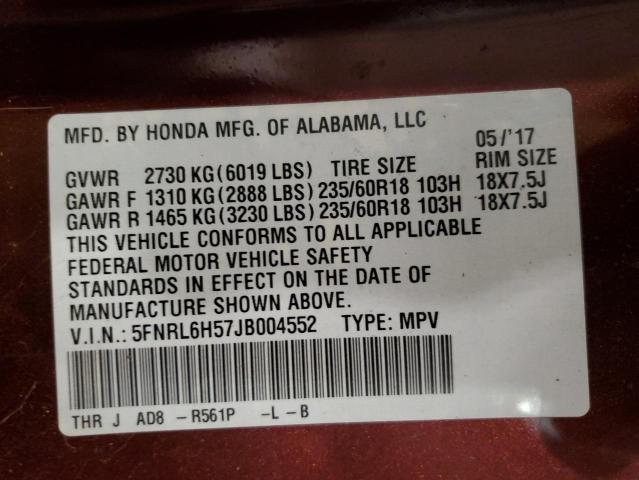 MFD. BY HONDA MFG. OF ALABAMA, LLC 05/'17
GVWR 2730 KG(6019 LBS) TIRE SIZE RIM SIZE
GAWR F 1310 KG(2888 LBS) 235/60R18 103H 18X7.5J
GAWR R 1465 KG(3230 LBS) 235/60R18 103H 18X7.5J
THIS VEHICLE CONFORMS TO ALL APPLICABLE
FEDERAL MOTOR VEHICLE SAFETY
STANDARDS IN EFFECT ON THE DATE OF
MANUFACTURE SHOWN ABOVE.
V.I.N.: 5FNRL6H57JB004552 TYPE: MPV
THR J AD8 -R561P -L-B